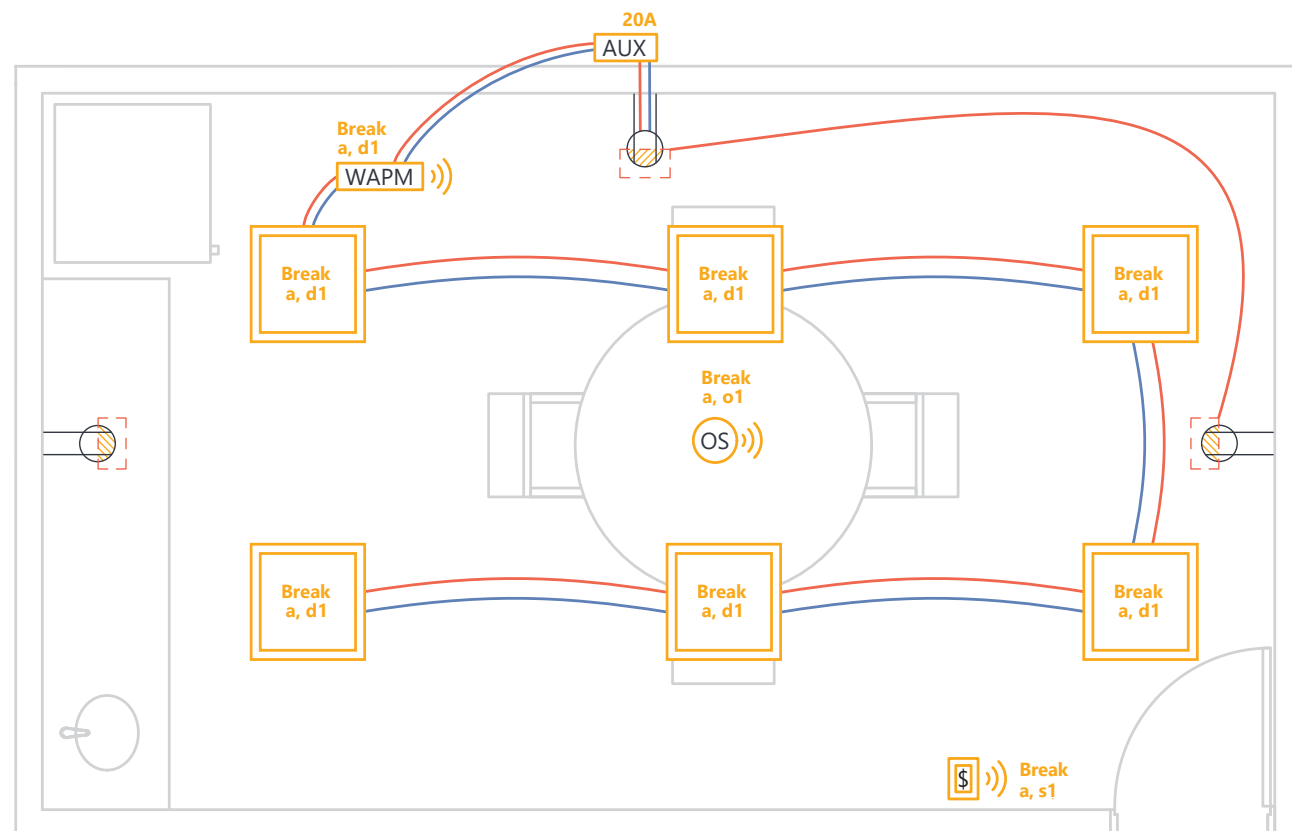 20A
AUX
Break
a, d1
WAPM
Break
a, d1
Break
a, d1
Break
a, d1
Break
a, o1
OS
Break
a, d1
Break
a, d1
Break
a, d1
$
Break
a, s1